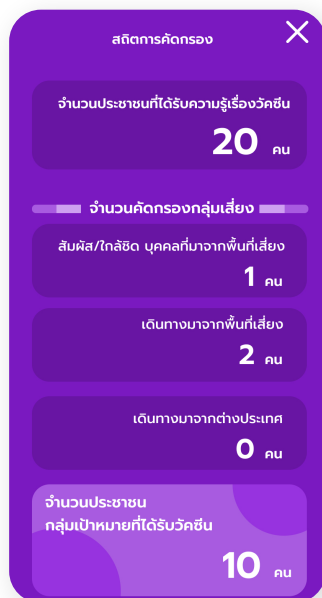 สถิตการคัดกรอง
จำนวนประชาชนที่ได้รับความรู้เรื่องวัคซีน
20 คน
จำนวนคัดกรองกลุ่มเสี่ยง
สัมผัส/ใกล้ชิด บุคคลที่มาจากพื้นที่เสี่ยง
1 คน
เดินทางมาจากพื้นที่เสี่ยง
2 คน
เดินทางมาจากต่างประเทศ
0 คน
จำนวนประชาชน
กลุ่มเป้าหมายที่ได้รับวัคซีน
10 คน